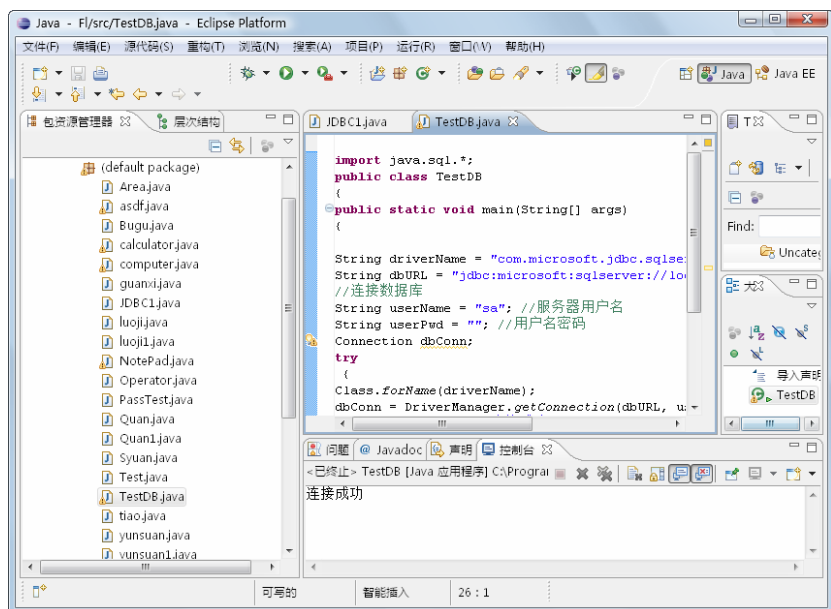 Java - Fl/src/TestDB.java - Eclipse Platform
文件(F) 编辑(E) 源代码(S) 重构(T) 浏览(N) 搜索(A) 项目(P) 运行(R) 窗口(W) 帮助(H)
Java Java EE
包资源管理器 层次结构
(default package)
Area.java
asdf.java
Bugu.java
calculator.java
computer.java
guanxi.java
JDBC1.java
luoji.java
luoji1.java
NotePad.java
Operator.java
PassTest.java
Quan.java
Quan1.java
Syuan.java
Test.java
TestDB.java
tiao.java
yunsuan.java
yunsuan1.java
JDBC1.java TestDB.java
import java.sql.*;
public class TestDB
{
public static void main(String[] args)
{
String driverName = "com.microsoft.jdbc.sqlse
String dbURL = "jdbc:microsoft:sqlserver://lo
//连接数据库
String userName = "sa"; //服务器用户名
String userPwd = ""; //用户名密码
Connection dbConn;
try
{
Class.forName(driverName);
dbConn = DriverManager.getConnection(dbURL, u
T
Find:
Uncate
大
导入声明
TestDB
问题 @ Javadoc 声明 控制台
<已终止> TestDB [Java 应用程序] C:\Program
连接成功
可写的 智能插入 26 : 1